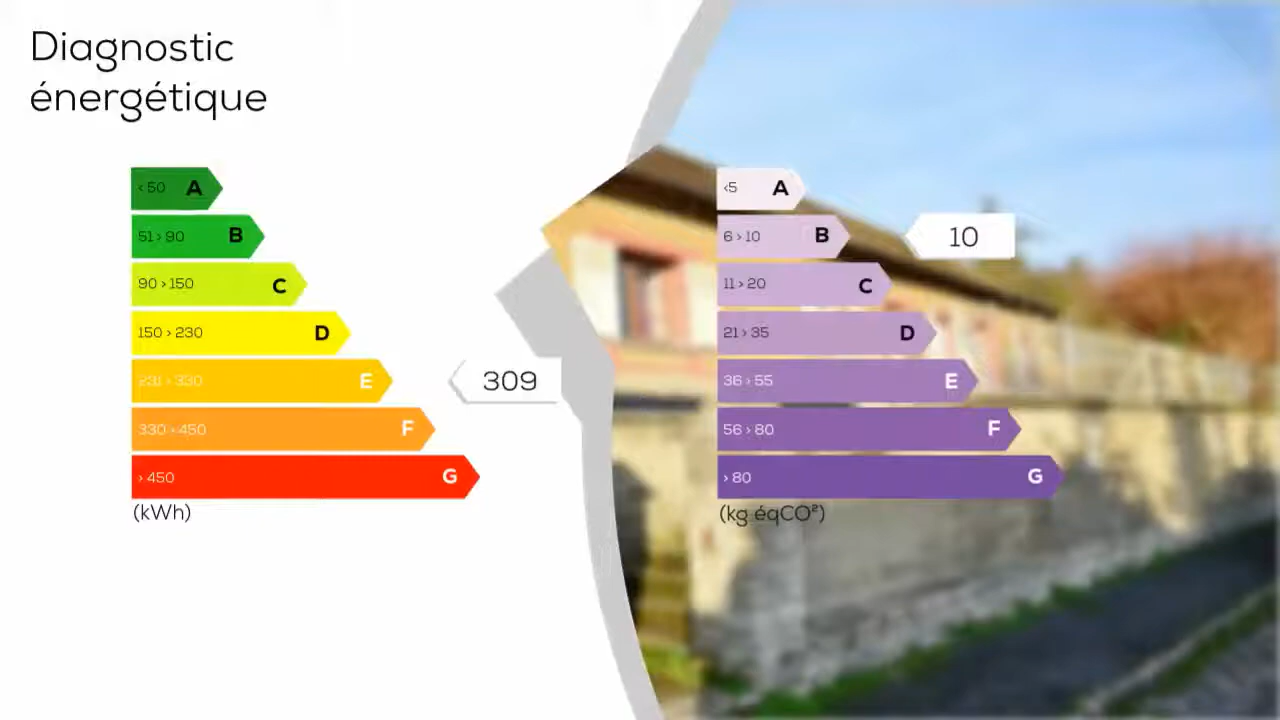 Diagnostic
énergétique
< 50 A
51 > 90 B
90 > 150 C
150 > 230 D
231 > 330 E
330 > 450 F
> 450 G
(kWh)
309
<5 A
6 > 10 B
11 > 20 C
21 > 35 D
36 > 55 E
56 > 80 F
> 80 G
(kg éqCO²)
10